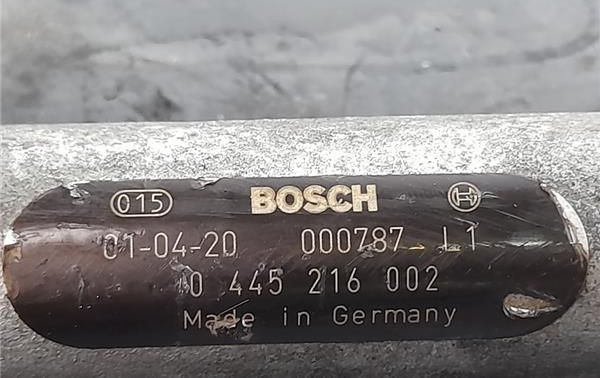 015 BOSCH
01-04-20 000787 L1
0 445 216 002
Made in Germany